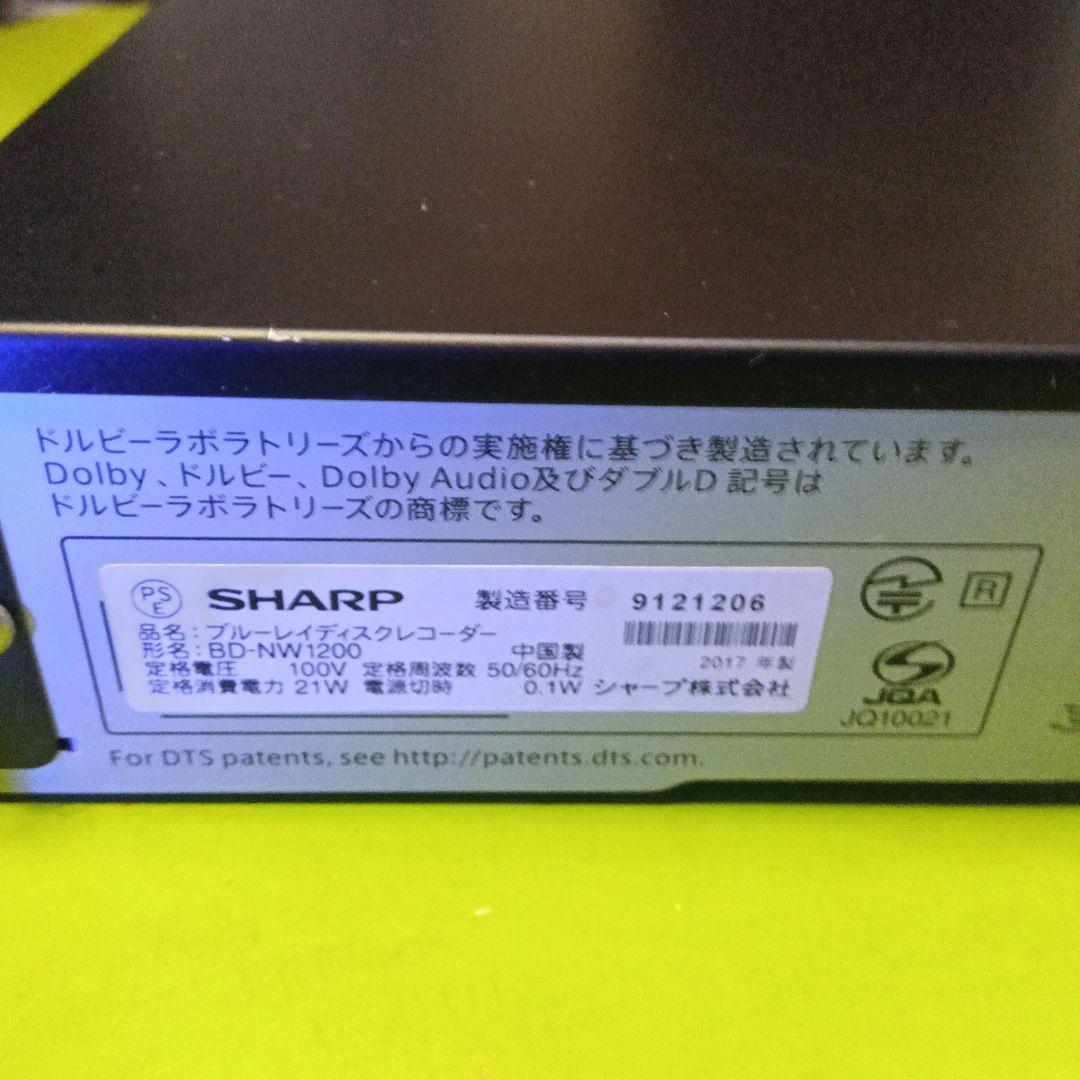 ドルビーラボラトリーズからの実施権に基づき製造されています。
Dolby、ドルビー、Dolby Audio及びダブルD 記号は
ドルビーラボラトリーズの商標です。
PS E SHARP 製造番号 9121206
品名:ブルーレイディスクレコーダー
形名:BD-NW1200 中国製 2017 年製
定格電圧 100V 定格周波数 50/60Hz
定格消費電力 21W 電源切時 0.1W シャープ株式会社
R
JQA
JQ10021
For DTS patents, see http://patents.dts.com.